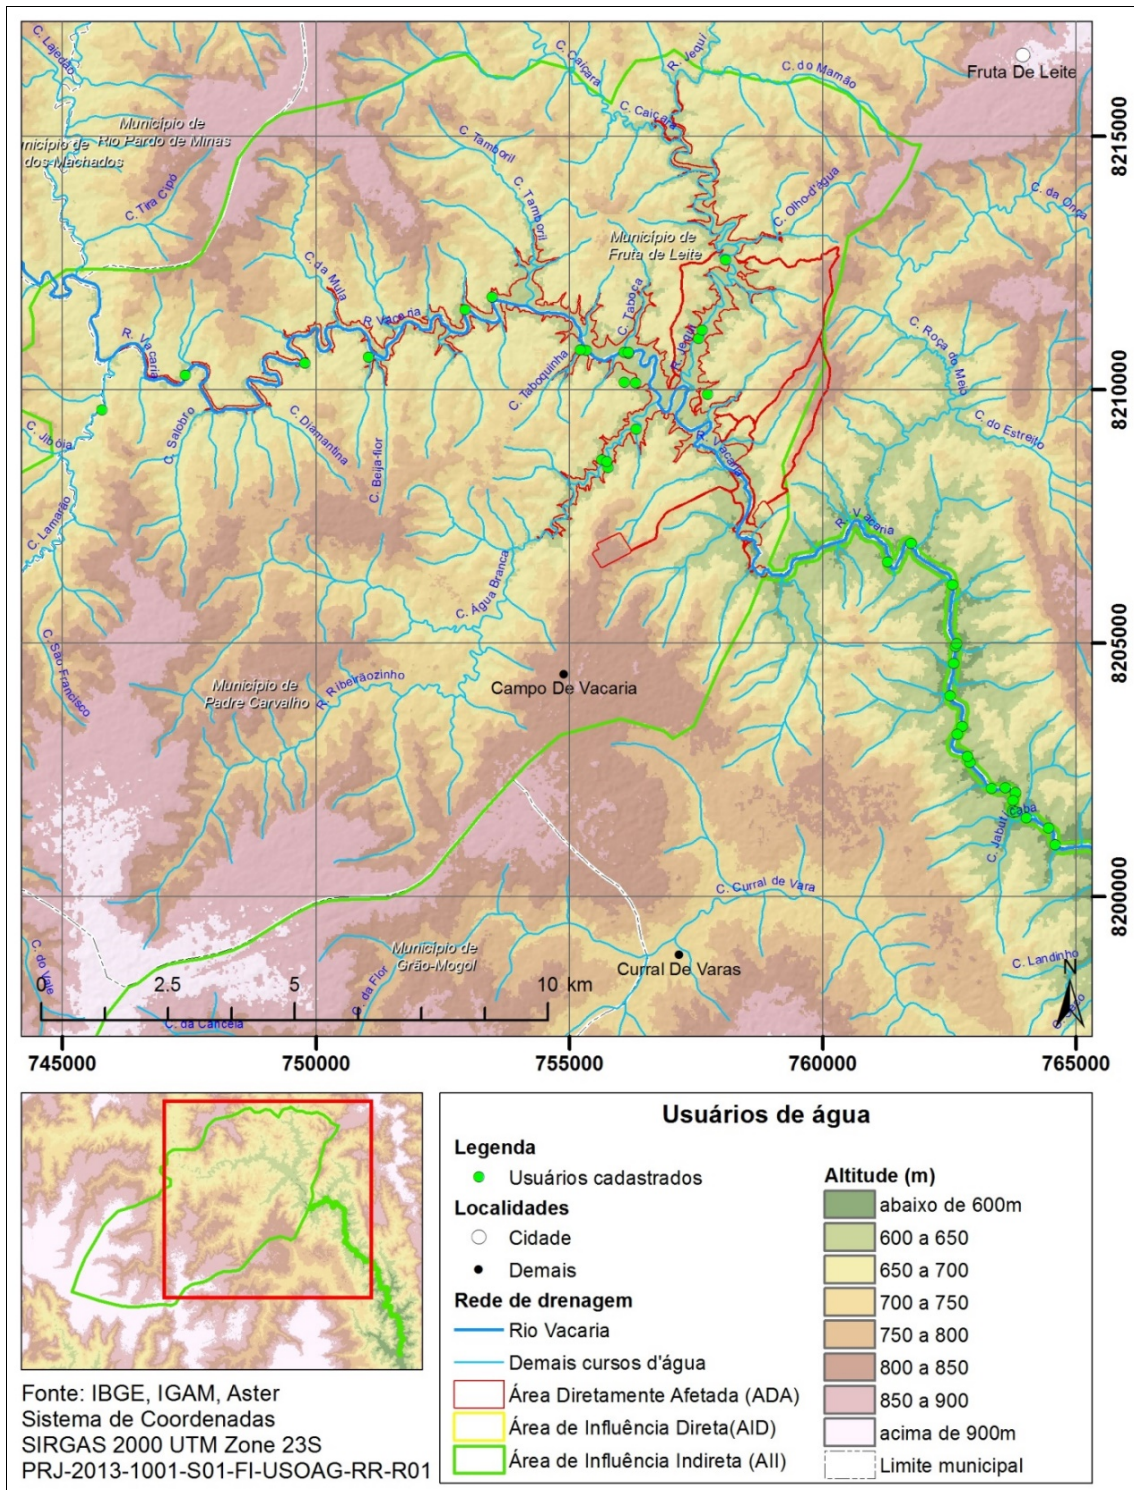 C. Lajedão
C. Caiçara
R. Jequi
C. do Mamão
Fruta De Leite
8215000
C. Caiçara
Município de
Rio Pardo de Minas
nicípio de
dos Machados
C. Tamboril
C. Tira Cipó
C. Tamboril
C. Olho-d'água
C. da Onça
Município de
Fruta de Leite
C. da Mula
R. Vacaria
C. Taboca
R. Jequi
C. Roça do Meio
R. Vacaria
C. Taboquinha
8210000
C. Jibóia
C. Salobro
C. Diamantina
C. Beija-flor
R. Vacaria
C. do Estreito
C. Lamarão
R. Vacaria
C. Água Branca
8205000
C. São Francisco
Município de
Padre Carvalho
R. Ribeirãozinho
Campo De Vacaria
C. Jabuticaba
C. Curral de Vara
8200000
Município de
Grão-Mogol
Curral De Varas
C. Landinho
C. do Vale
C. da Flor
C. da Cancela
0 2.5 5 10 km
N
745000 750000 755000 760000 765000
Usuários de água
Legenda
Usuários cadastrados
Localidades
Cidade
Demais
Rede de drenagem
Rio Vacaria
Demais cursos d'água
Área Diretamente Afetada (ADA)
Área de Influência Direta(AID)
Área de Influência Indireta (AII)
Altitude (m)
abaixo de 600m
600 a 650
650 a 700
700 a 750
750 a 800
800 a 850
850 a 900
acima de 900m
Limite municipal
Fonte: IBGE, IGAM, Aster
Sistema de Coordenadas
SIRGAS 2000 UTM Zone 23S
PRJ-2013-1001-S01-FI-USOAG-RR-R01